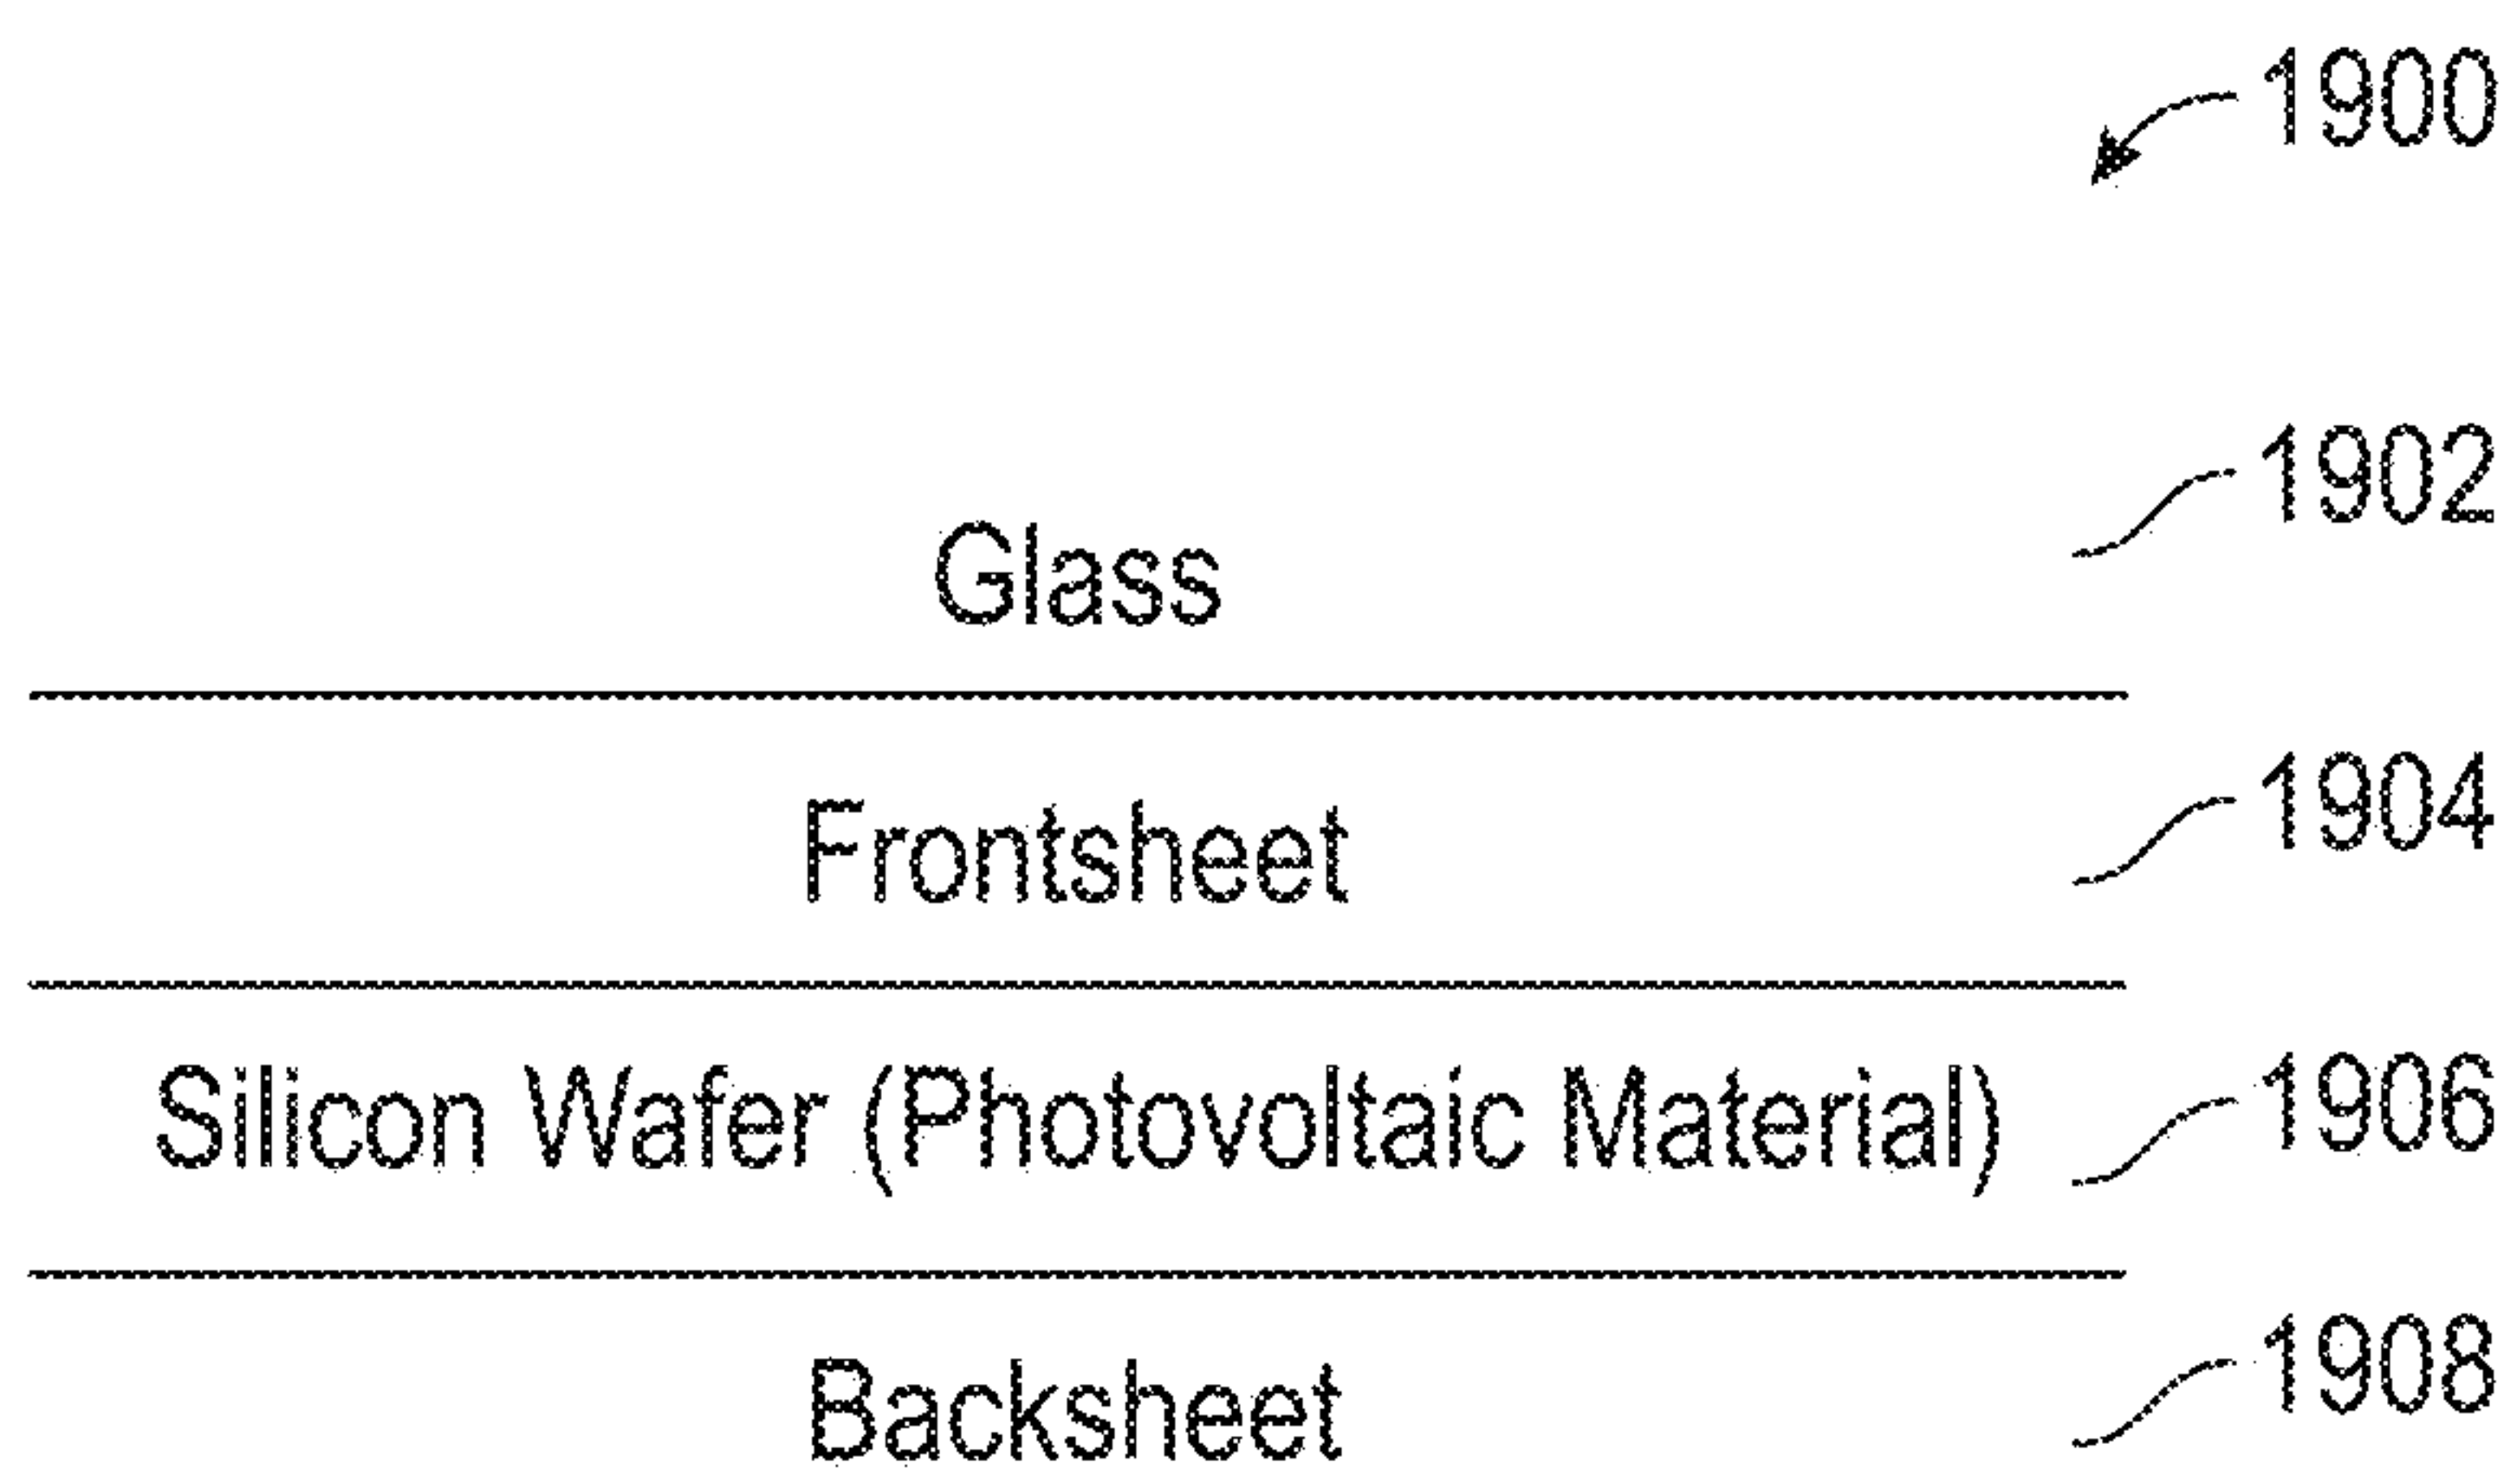 1900
1902
Glass
1904
Frontsheet
1906
Silicon Wafer (Photovoltaic Material)
1908
Backsheet